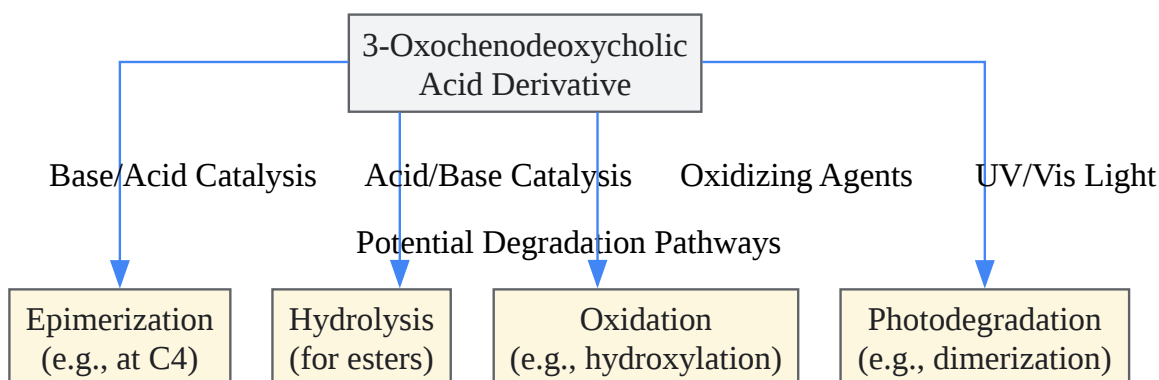 3-Oxochenodeoxycholic
Acid Derivative
Base/Acid Catalysis
Acid/Base Catalysis
Oxidizing Agents
UV/Vis Light
Potential Degradation Pathways
Epimerization
(e.g., at C4)
Hydrolysis
(for esters)
Oxidation
(e.g., hydroxylation)
Photodegradation
(e.g., dimerization)